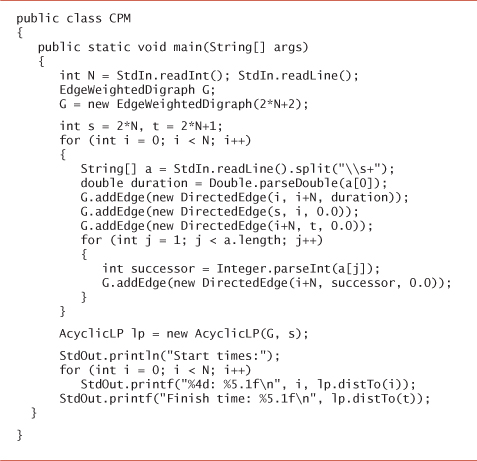 public class CPM
{
   public static void main(String[] args)
   {
      int N = StdIn.readInt(); StdIn.readLine();
      EdgeWeightedDigraph G;
      G = new EdgeWeightedDigraph(2*N+2);
      int s = 2*N, t = 2*N+1;
      for (int i = 0; i < N; i++)
      {
         String[] a = StdIn.readLine().split("\\s+");
         double duration = Double.parseDouble(a[0]);
         G.addEdge(new DirectedEdge(i, i+N, duration));
         G.addEdge(new DirectedEdge(s, i, 0.0));
         G.addEdge(new DirectedEdge(i+N, t, 0.0));
         for (int j = 1; j < a.length; j++)
         {
            int successor = Integer.parseInt(a[j]);
            G.addEdge(new DirectedEdge(i+N, successor, 0.0));
         }
      }
      AcyclicLP lp = new AcyclicLP(G, s);
      StdOut.println("Start times:");
      for (int i = 0; i < N; i++)
         StdOut.printf("%4d: %5.1f\n", i, lp.distTo(i));
      StdOut.printf("Finish time: %5.1f\n", lp.distTo(t));
   }
}